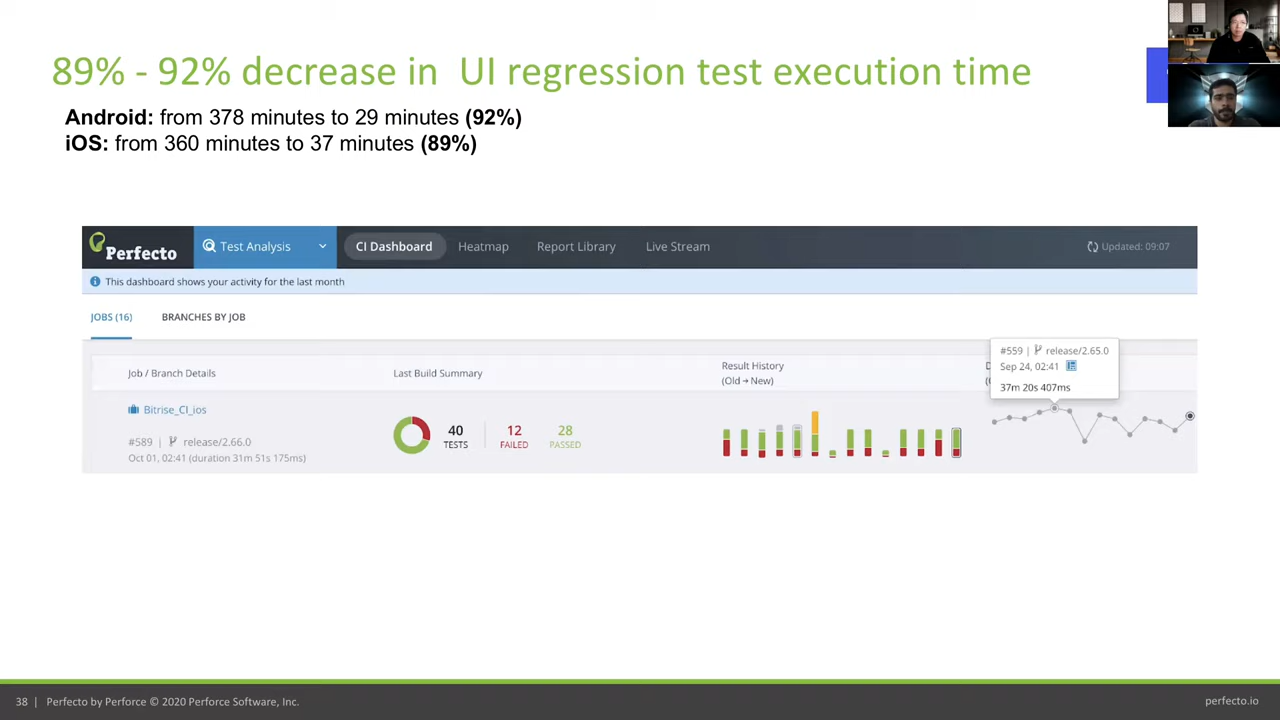 89% - 92% decrease in UI regression test execution time
Android: from 378 minutes to 29 minutes (92%)
iOS: from 360 minutes to 37 minutes (89%)
Perfecto
Test Analysis
CI Dashboard
Heatmap
Report Library
Live Stream
Updated: 09:07
This dashboard shows your activity for the last month
JOBS (16)
BRANCHES BY JOB
#559 | release/2.65.0
Sep 24, 02:41
37m 20s 407ms
Job / Branch Details
Last Build Summary
Result History
(Old → New)
Bitrise_CI_ios
#589 | release/2.66.0
Oct 01, 02:41 (duration 31m 51s 175ms)
40
TESTS
12
FAILED
28
PASSED
38 | Perfecto by Perforce © 2020 Perforce Software, Inc.
perfecto.io